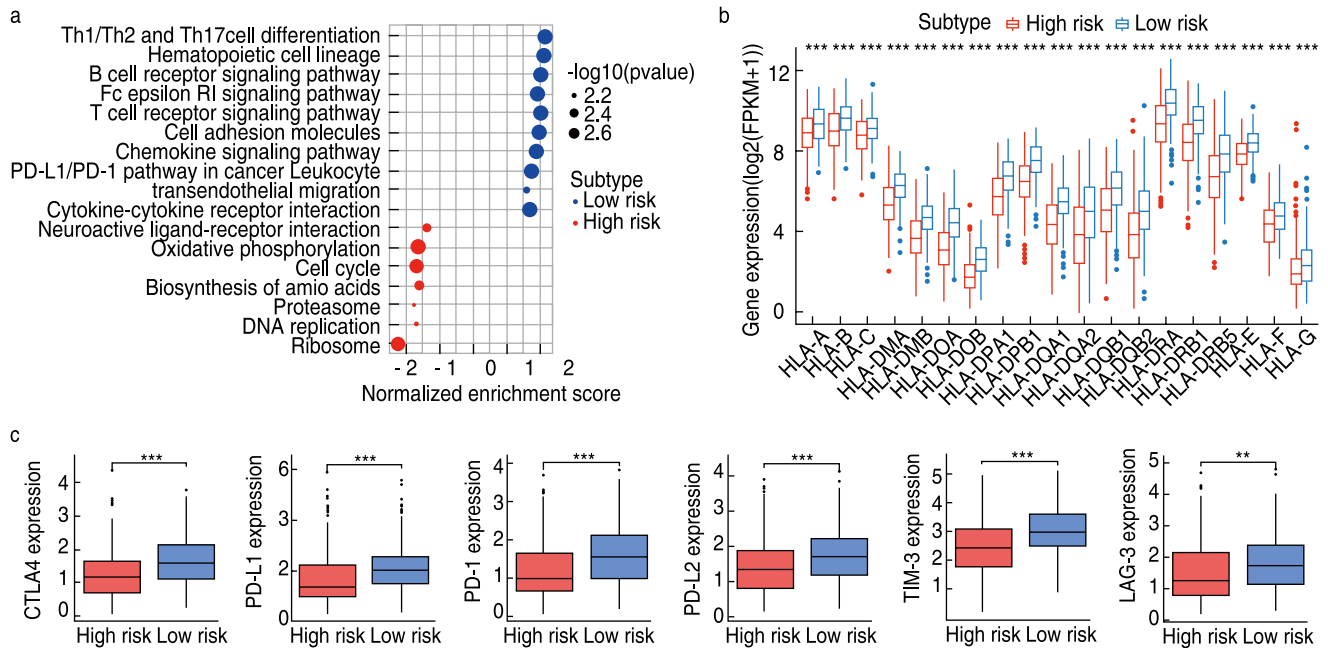 a
Th1/Th2 and Th17cell differentiation
Hematopoietic cell lineage
B cell receptor signaling pathway
Fc epsilon RI signaling pathway
T cell receptor signaling pathway
Cell adhesion molecules
Chemokine signaling pathway
PD-L1/PD-1 pathway in cancer Leukocyte
transendothelial migration
Cytokine-cytokine receptor interaction
Neuroactive ligand-receptor interaction
Oxidative phosphorylation
Cell cycle
Biosynthesis of amio acids
Proteasome
DNA replication
Ribosome
-2 -1 0 1 2
Normalized enrichment score
-log10(pvalue)
2.2
2.4
2.6
Subtype
Low risk
High risk
b
Subtype High risk Low risk
*** *** *** *** *** *** *** *** *** *** *** *** *** *** *** *** *** *** ***
Gene expression(log2(FPKM+1))
12
8
4
0
HLA-A
HLA-B
HLA-C
HLA-DMA
HLA-DMB
HLA-DOA
HLA-DOB
HLA-DPA1
HLA-DPB1
HLA-DQA1
HLA-DQA2
HLA-DQB1
HLA-DQB2
HLA-DRA
HLA-DRB1
HLA-DRB5
HLA-E
HLA-F
HLA-G
c
CTLA4 expression
4
3
2
1
0
***
High risk Low risk
PD-L1 expression
6
3
2
0
***
High risk Low risk
PD-1 expression
4
3
2
1
0
***
High risk Low risk
PD-L2 expression
4
3
2
1
0
***
High risk Low risk
TIM-3 expression
5
4
3
2
1
***
High risk Low risk
LAG-3 expression
5
4
3
2
1
0
**
High risk Low risk